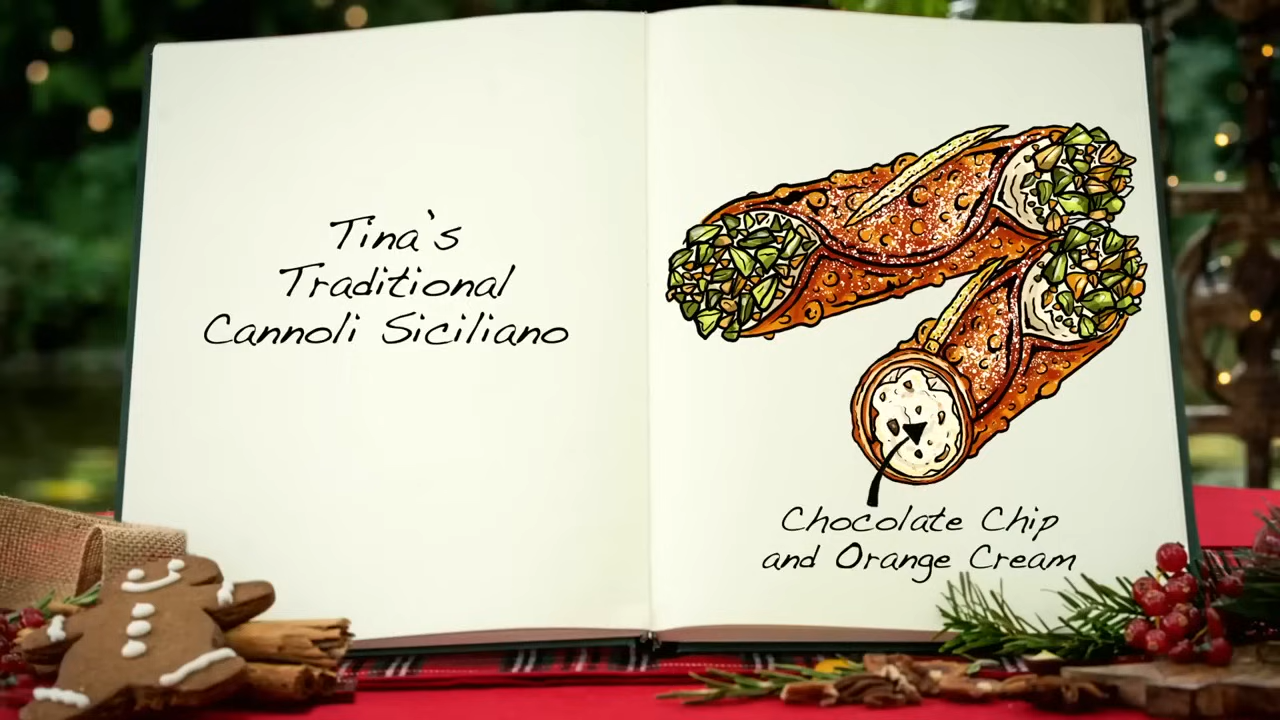 Tina's
Traditional
Cannoli Siciliano
Chocolate Chip
and Orange Cream